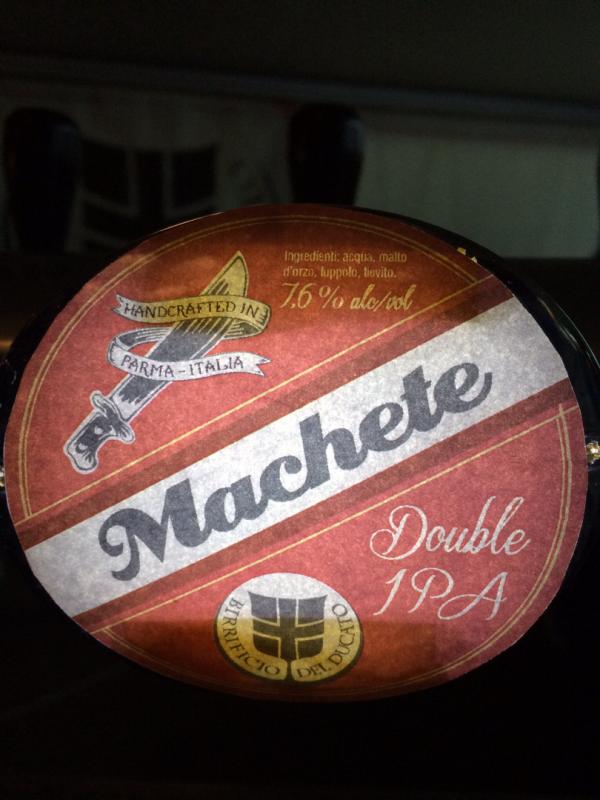 Ingredienti: acqua, malto
d'orzo, luppolo, lievito.
7.6 % alc/vol
HANDCRAFTED IN
PARMA - ITALIA
Machete
Double
IPA
BIRRIFICIO DEL DUCATO